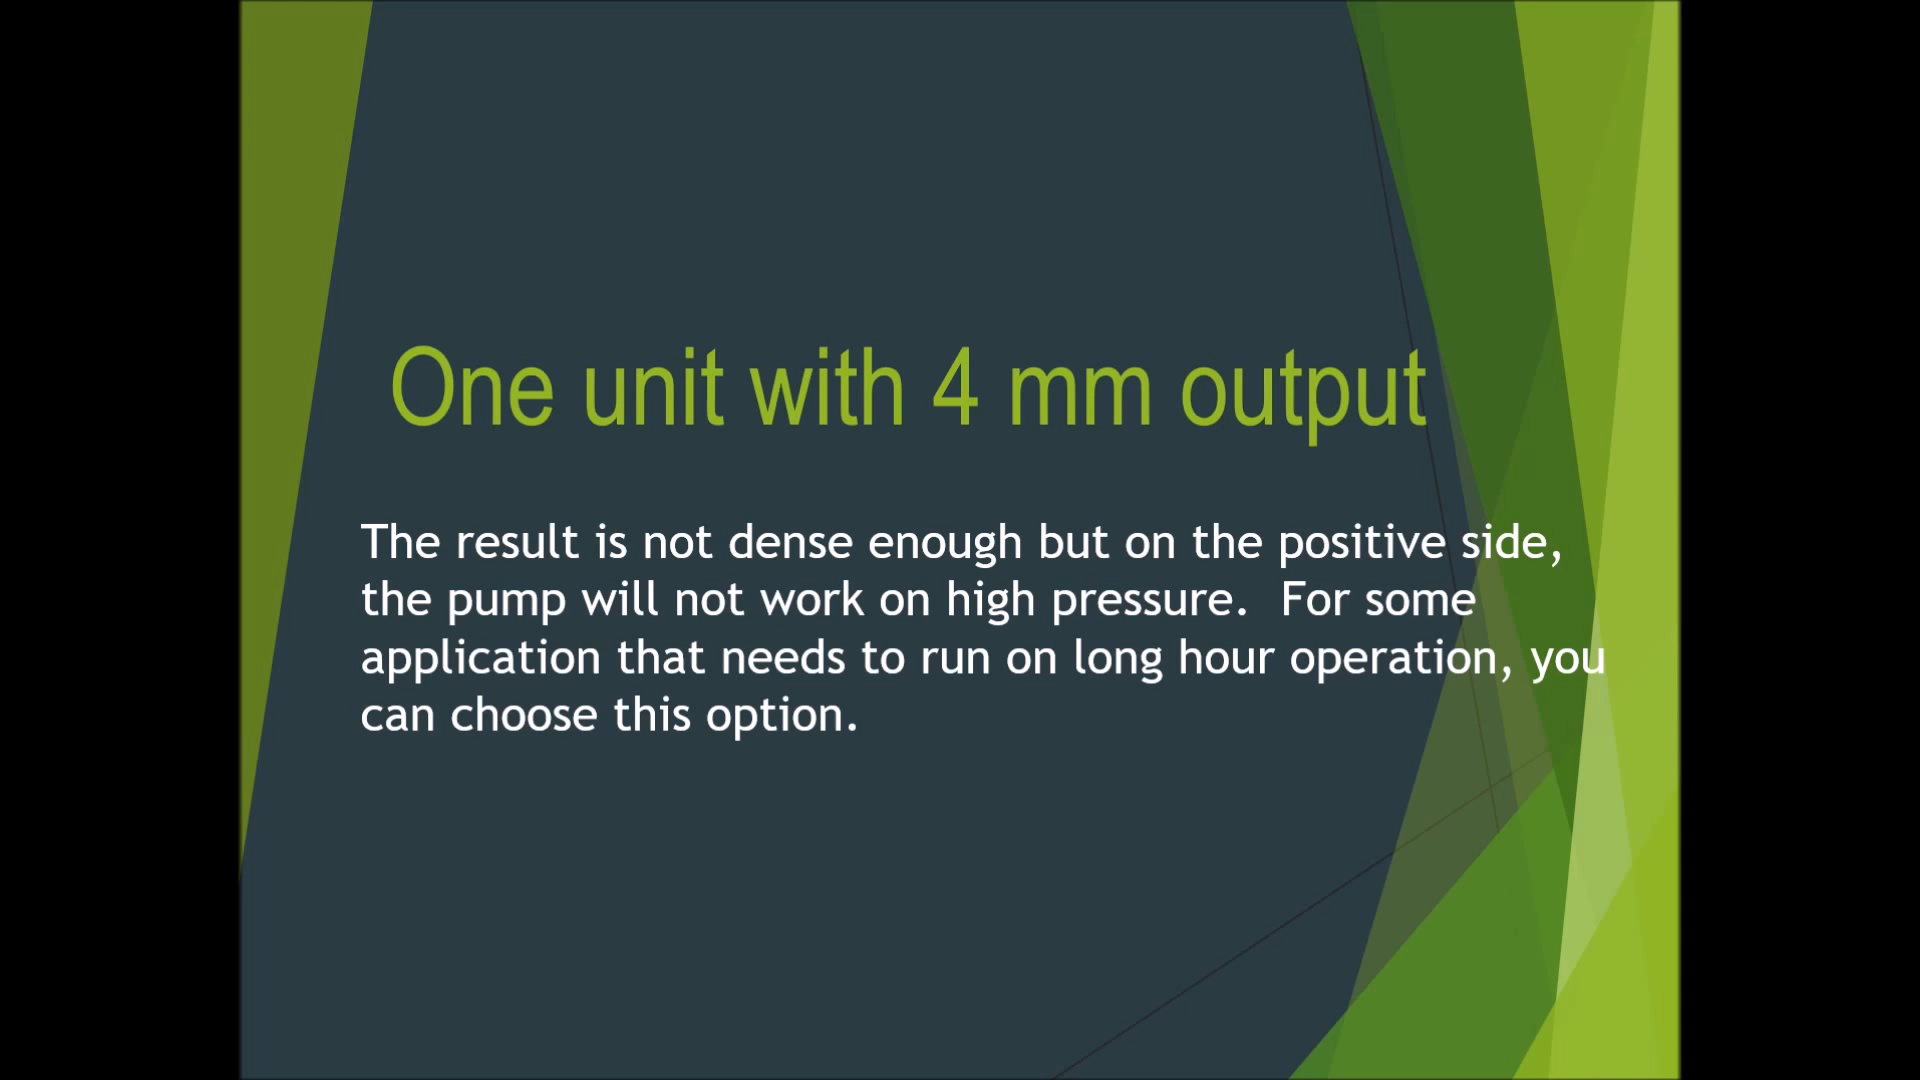 One unit with 4 mm output
The result is not dense enough but on the positive side,
the pump will not work on high pressure.  For some
application that needs to run on long hour operation, you
can choose this option.